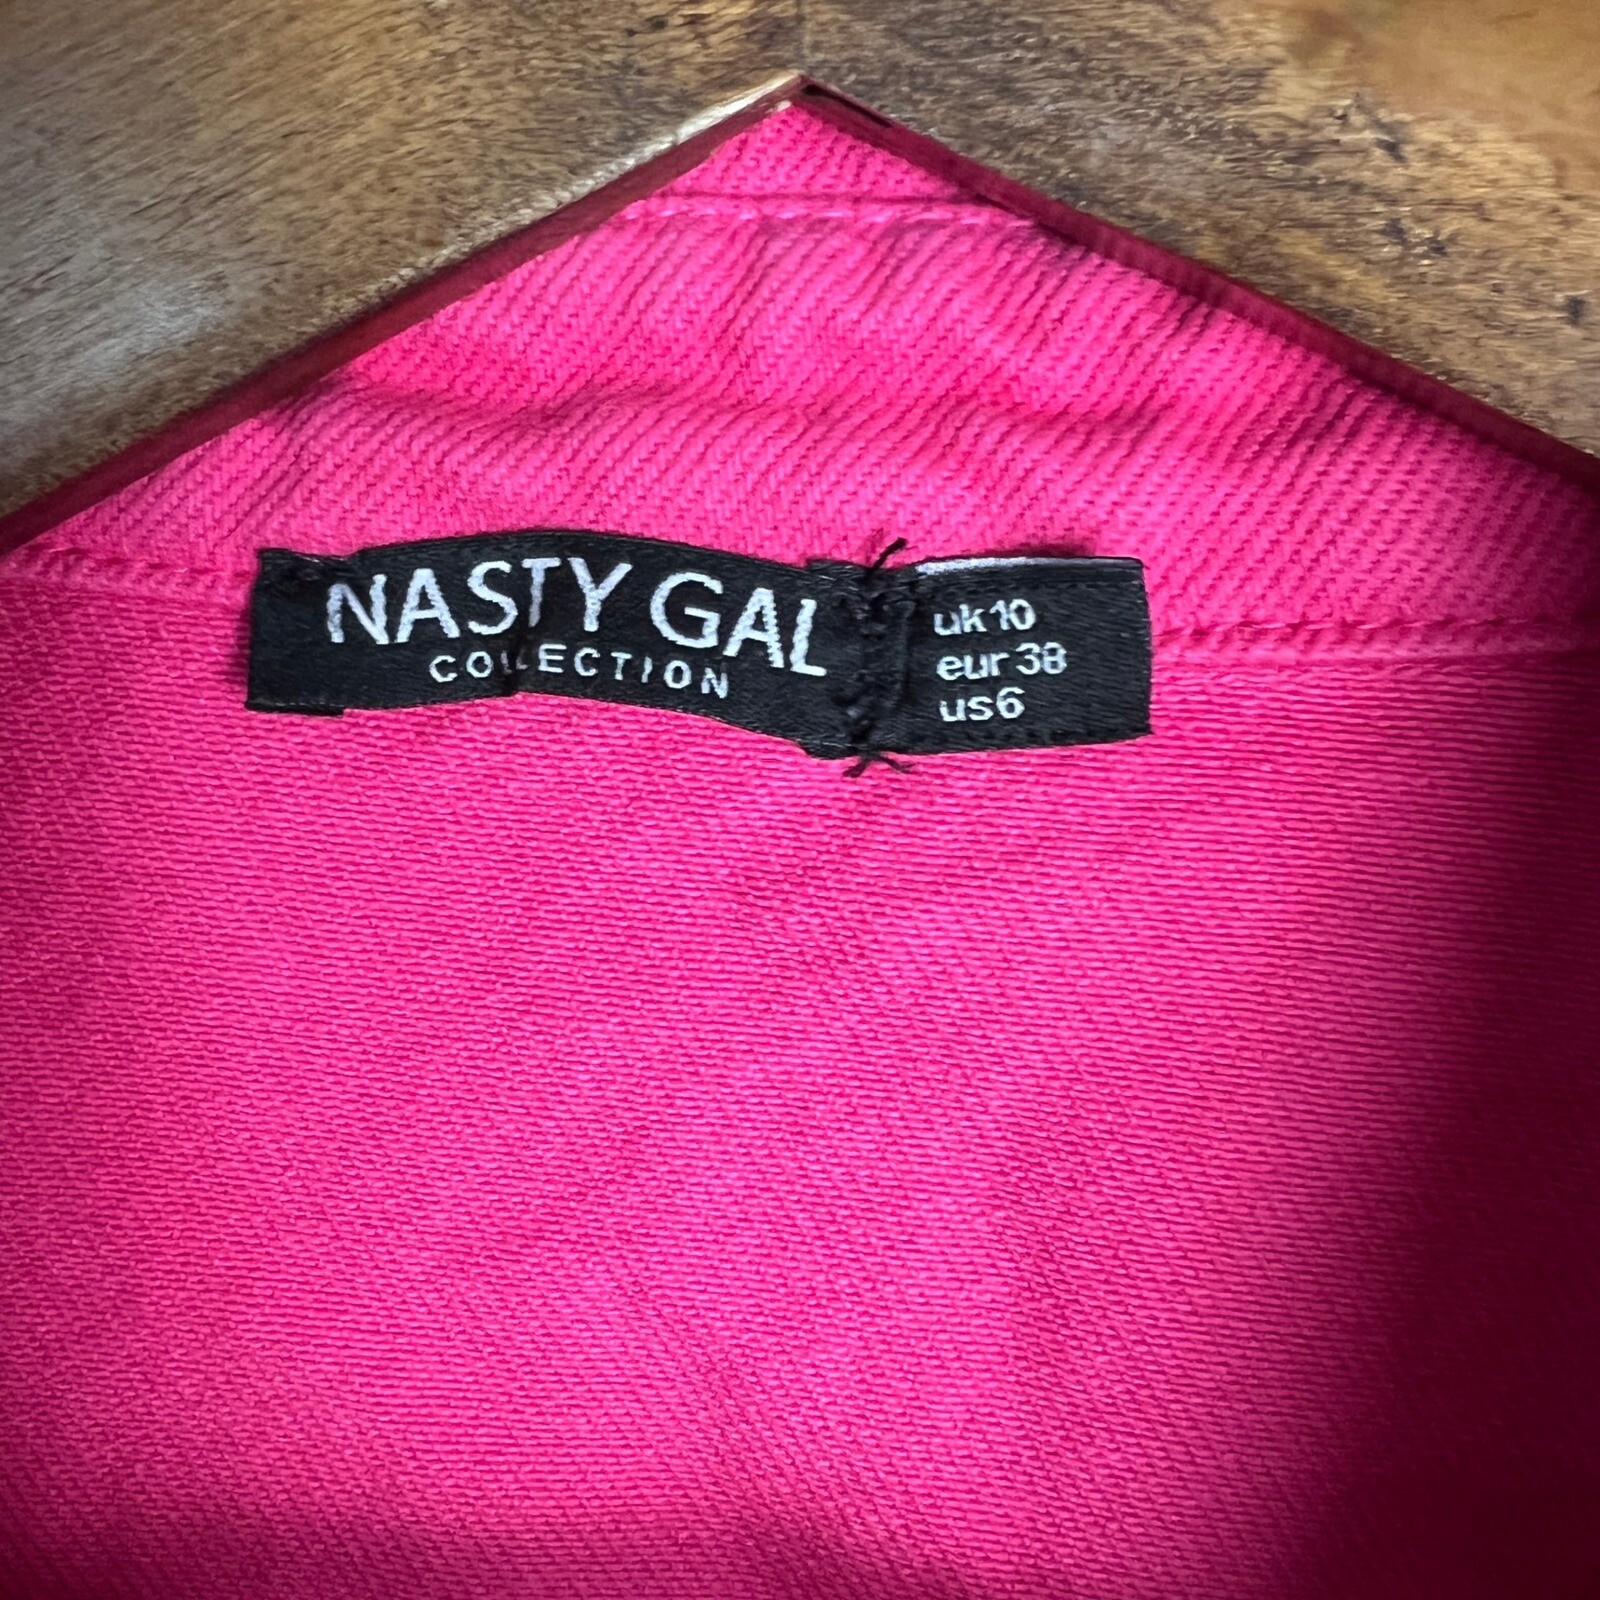 NASTY GAL
COLLECTION
uk10
eur 38
us6